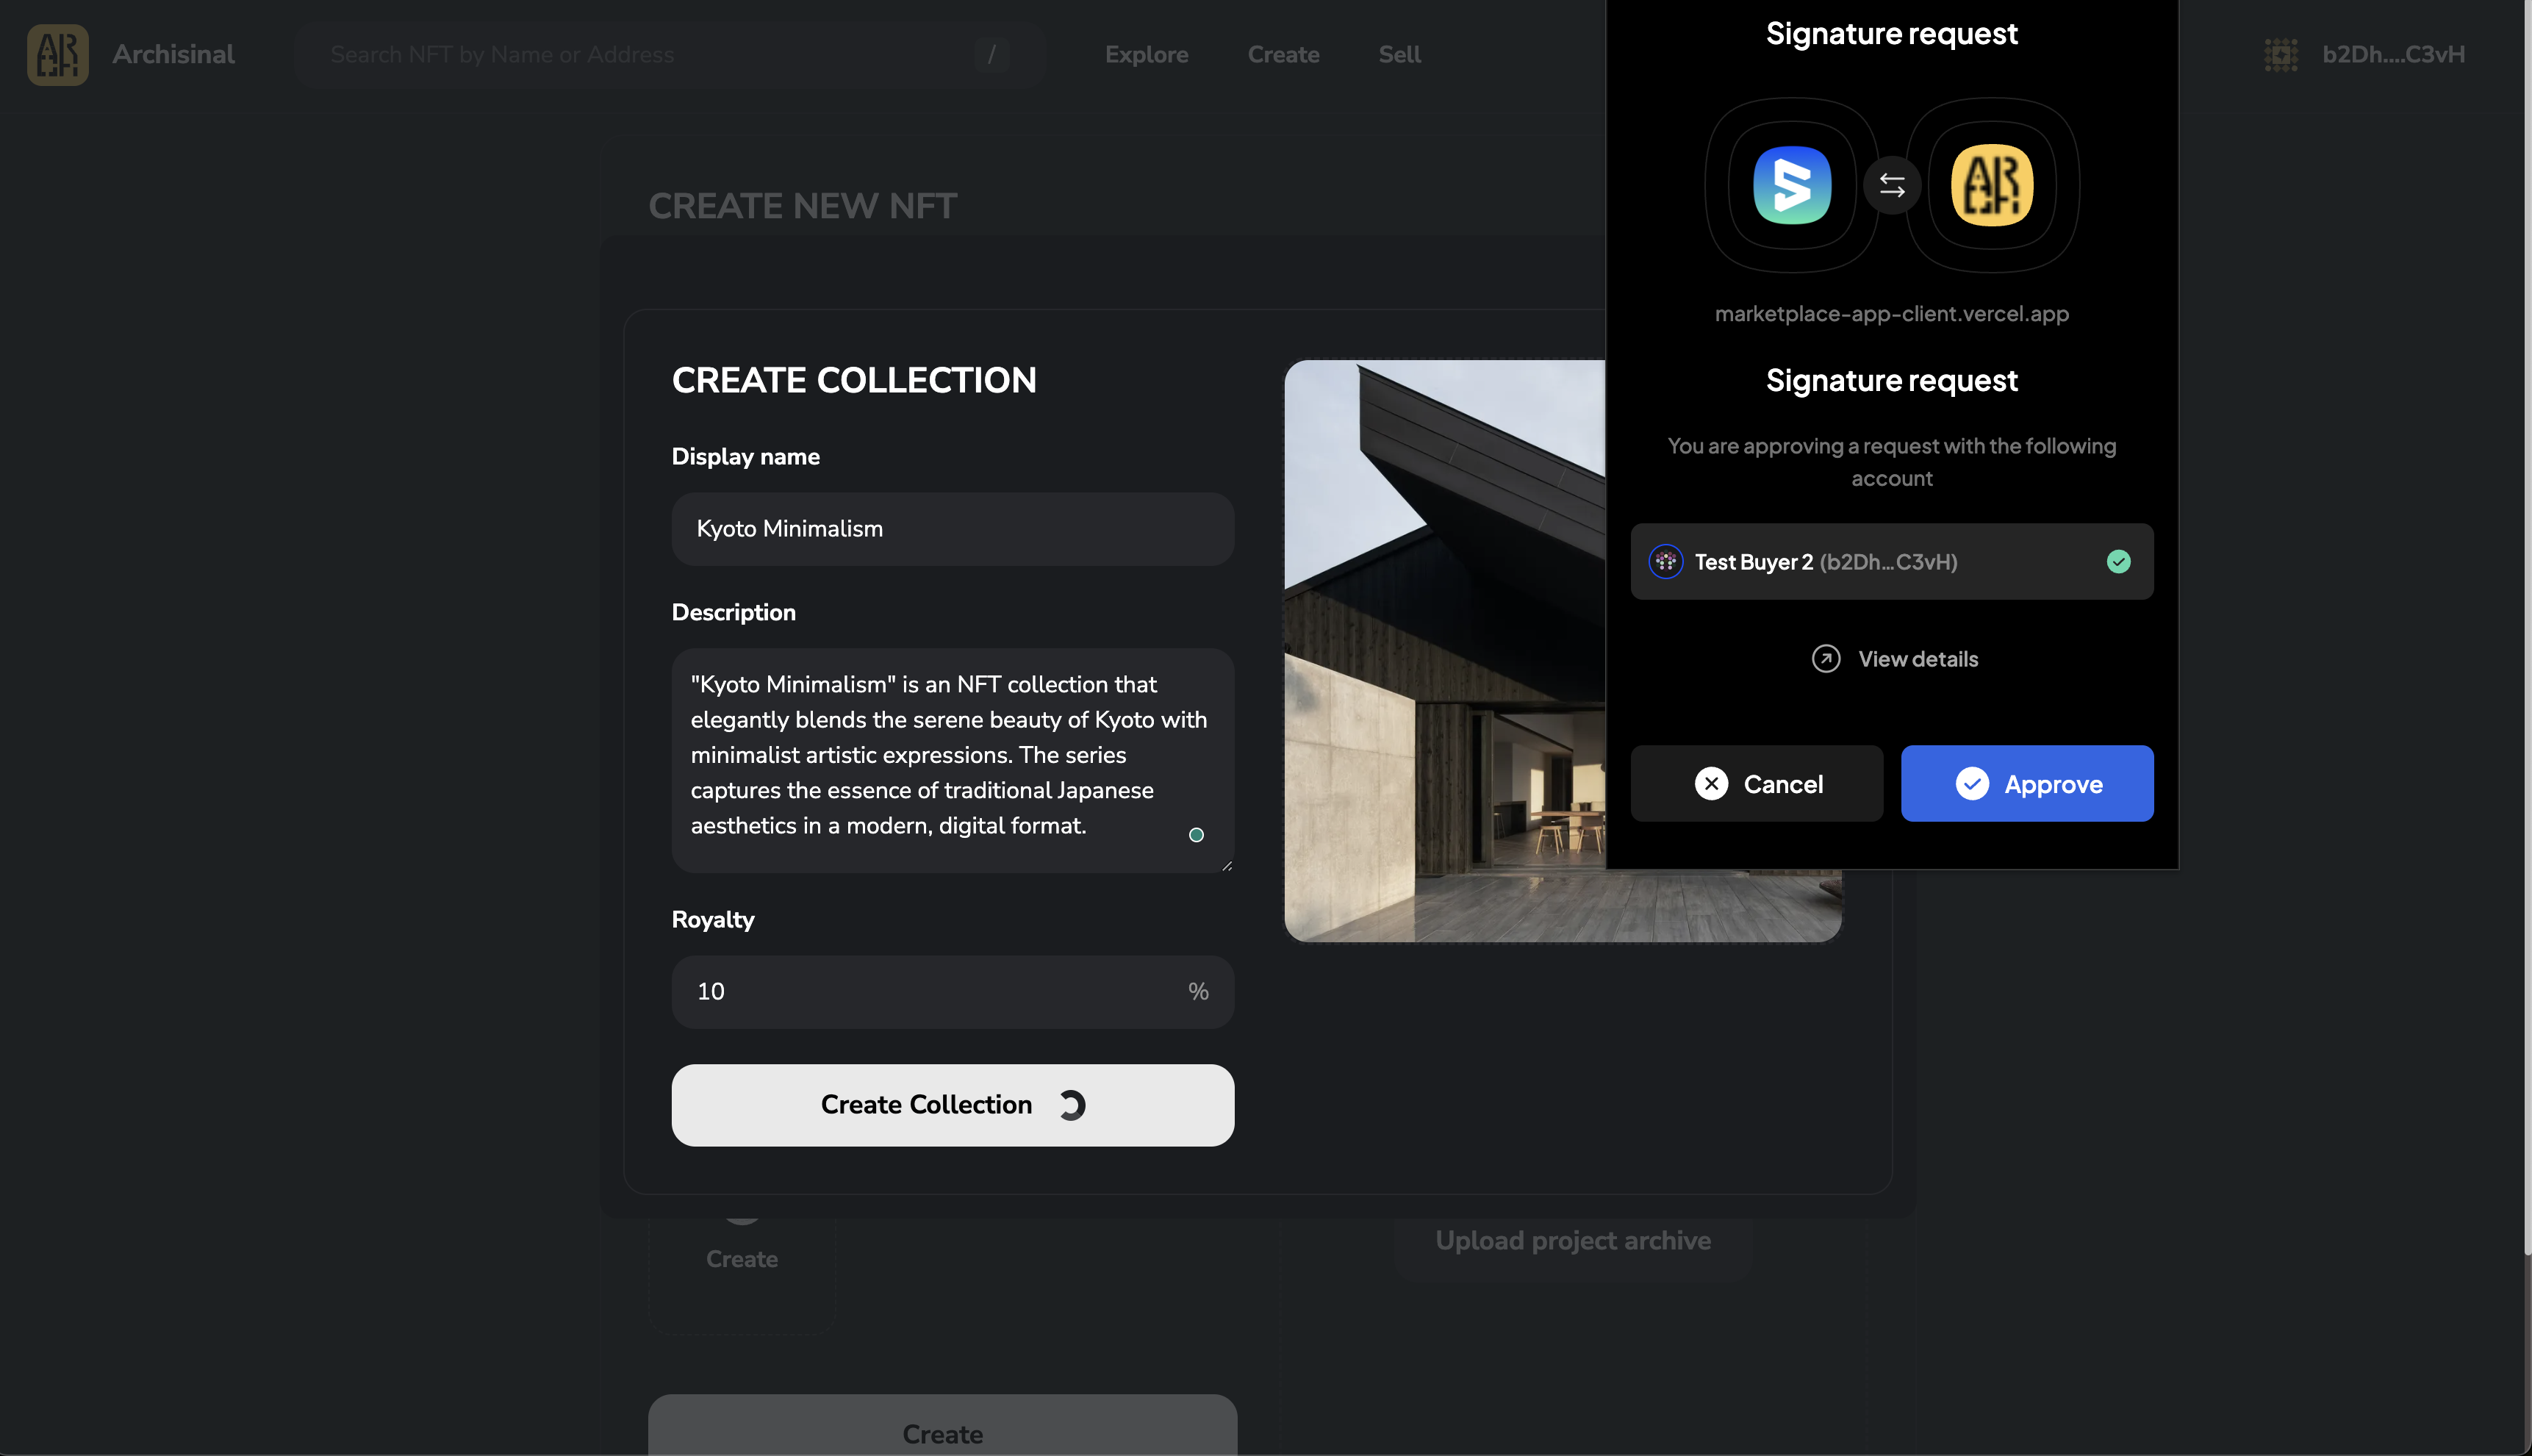 Archisinal
Search NFT by Name or Address
/
Explore
Create
Sell
b2Dh....C3vH
CREATE NEW NFT
CREATE COLLECTION
Display name
Kyoto Minimalism
Description
"Kyoto Minimalism" is an NFT collection that
elegantly blends the serene beauty of Kyoto with
minimalist artistic expressions. The series
captures the essence of traditional Japanese
aesthetics in a modern, digital format.
Royalty
10
%
Create Collection
Create
Upload project archive
Create
Signature request
marketplace-app-client.vercel.app
Signature request
You are approving a request with the following
account
Test Buyer 2 (b2Dh...C3vH)
View details
Cancel
Approve